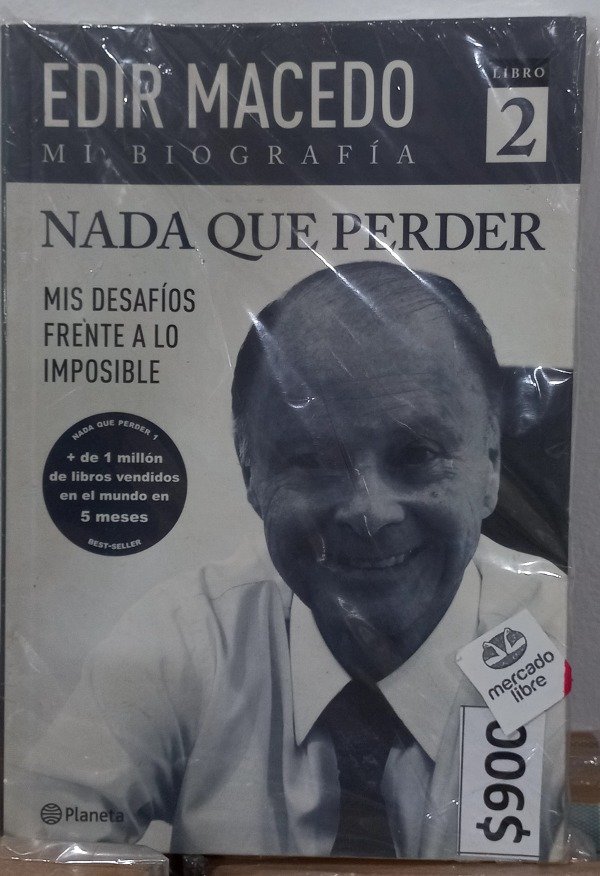 EDIR MACEDO
MI BIOGRAFÍA
LIBRO
2
NADA QUE PERDER
MIS DESAFÍOS
FRENTE A LO
IMPOSIBLE
NADA QUE PERDER 1
+ de 1 millón
de libros vendidos
en el mundo en
5 meses
BEST-SELLER
mercado
libre
$900
Planeta